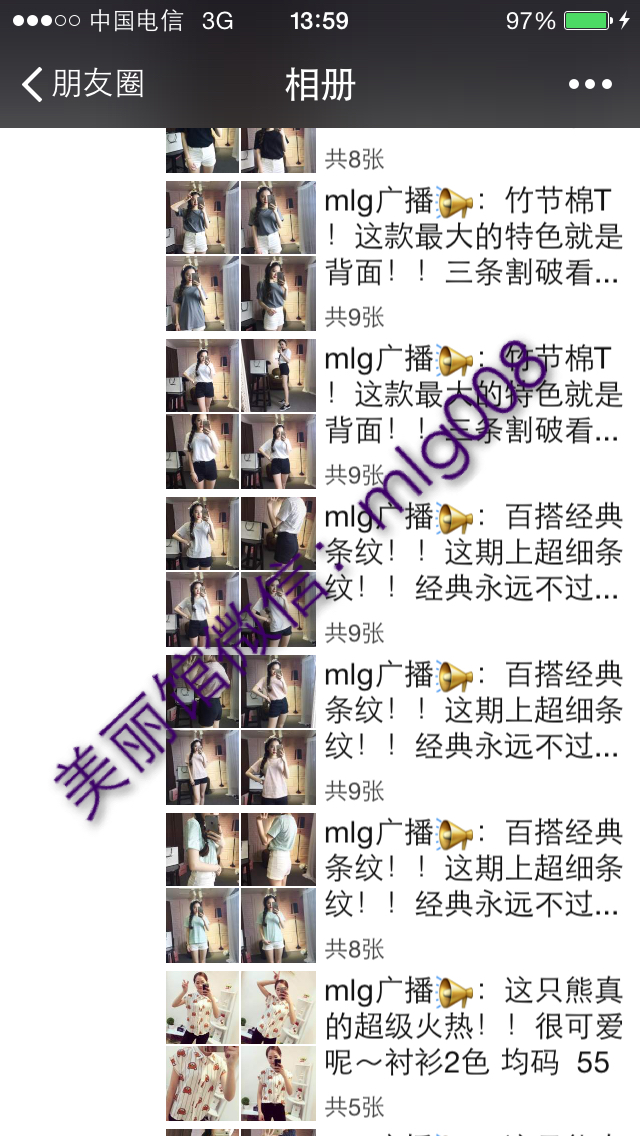 中国电信 3G 13:59 97%
朋友圈 相册
共8张
mlg广播📢：竹节棉T
！这款最大的特色就是
背面！！三条割破看...
共9张
mlg广播📢：竹节棉T
！这款最大的特色就是
背面！！三条割破看...
共9张
mlg广播📢：百搭经典
条纹！！这期上超细条
纹！！经典永远不过...
共9张
mlg广播📢：百搭经典
条纹！！这期上超细条
纹！！经典永远不过...
共9张
mlg广播📢：百搭经典
条纹！！这期上超细条
纹！！经典永远不过...
共8张
mlg广播📢：这只熊真
的超级火热！！很可爱
呢～衬衫2色 均码 55
共5张
美丽馆微信：mlg008